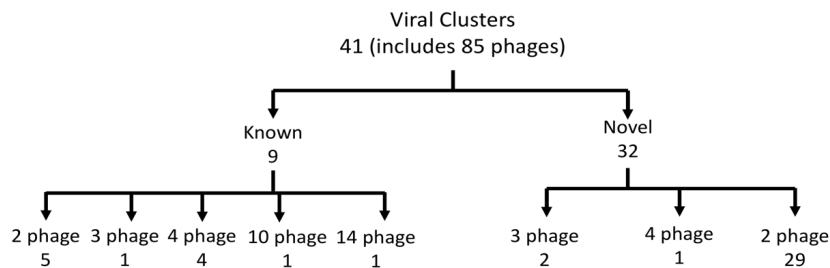 Viral Clusters
41 (includes 85 phages)
Known
9
Novel
32
2 phage 3 phage 4 phage 10 phage 14 phage
5 1 4 1 1
3 phage 4 phage 2 phage
2 1 29